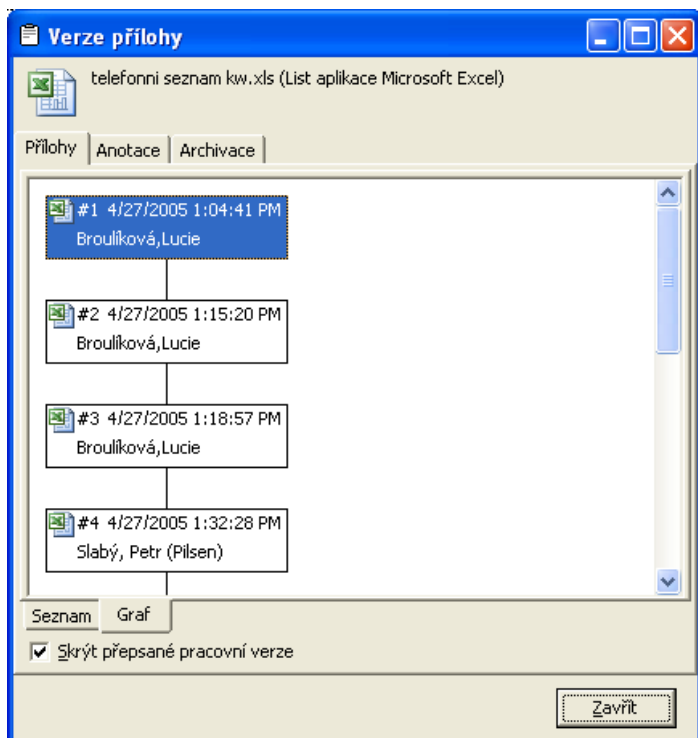 Verze přílohy
telefonni seznam kw.xls (List aplikace Microsoft Excel)
Přílohy Anotace Archivace
#1 4/27/2005 1:04:41 PM
Broulíková,Lucie
#2 4/27/2005 1:15:20 PM
Broulíková,Lucie
#3 4/27/2005 1:18:57 PM
Broulíková,Lucie
#4 4/27/2005 1:32:28 PM
Slabý, Petr (Pilsen)
Seznam Graf
Skrýt přepsané pracovní verze
Zavřít